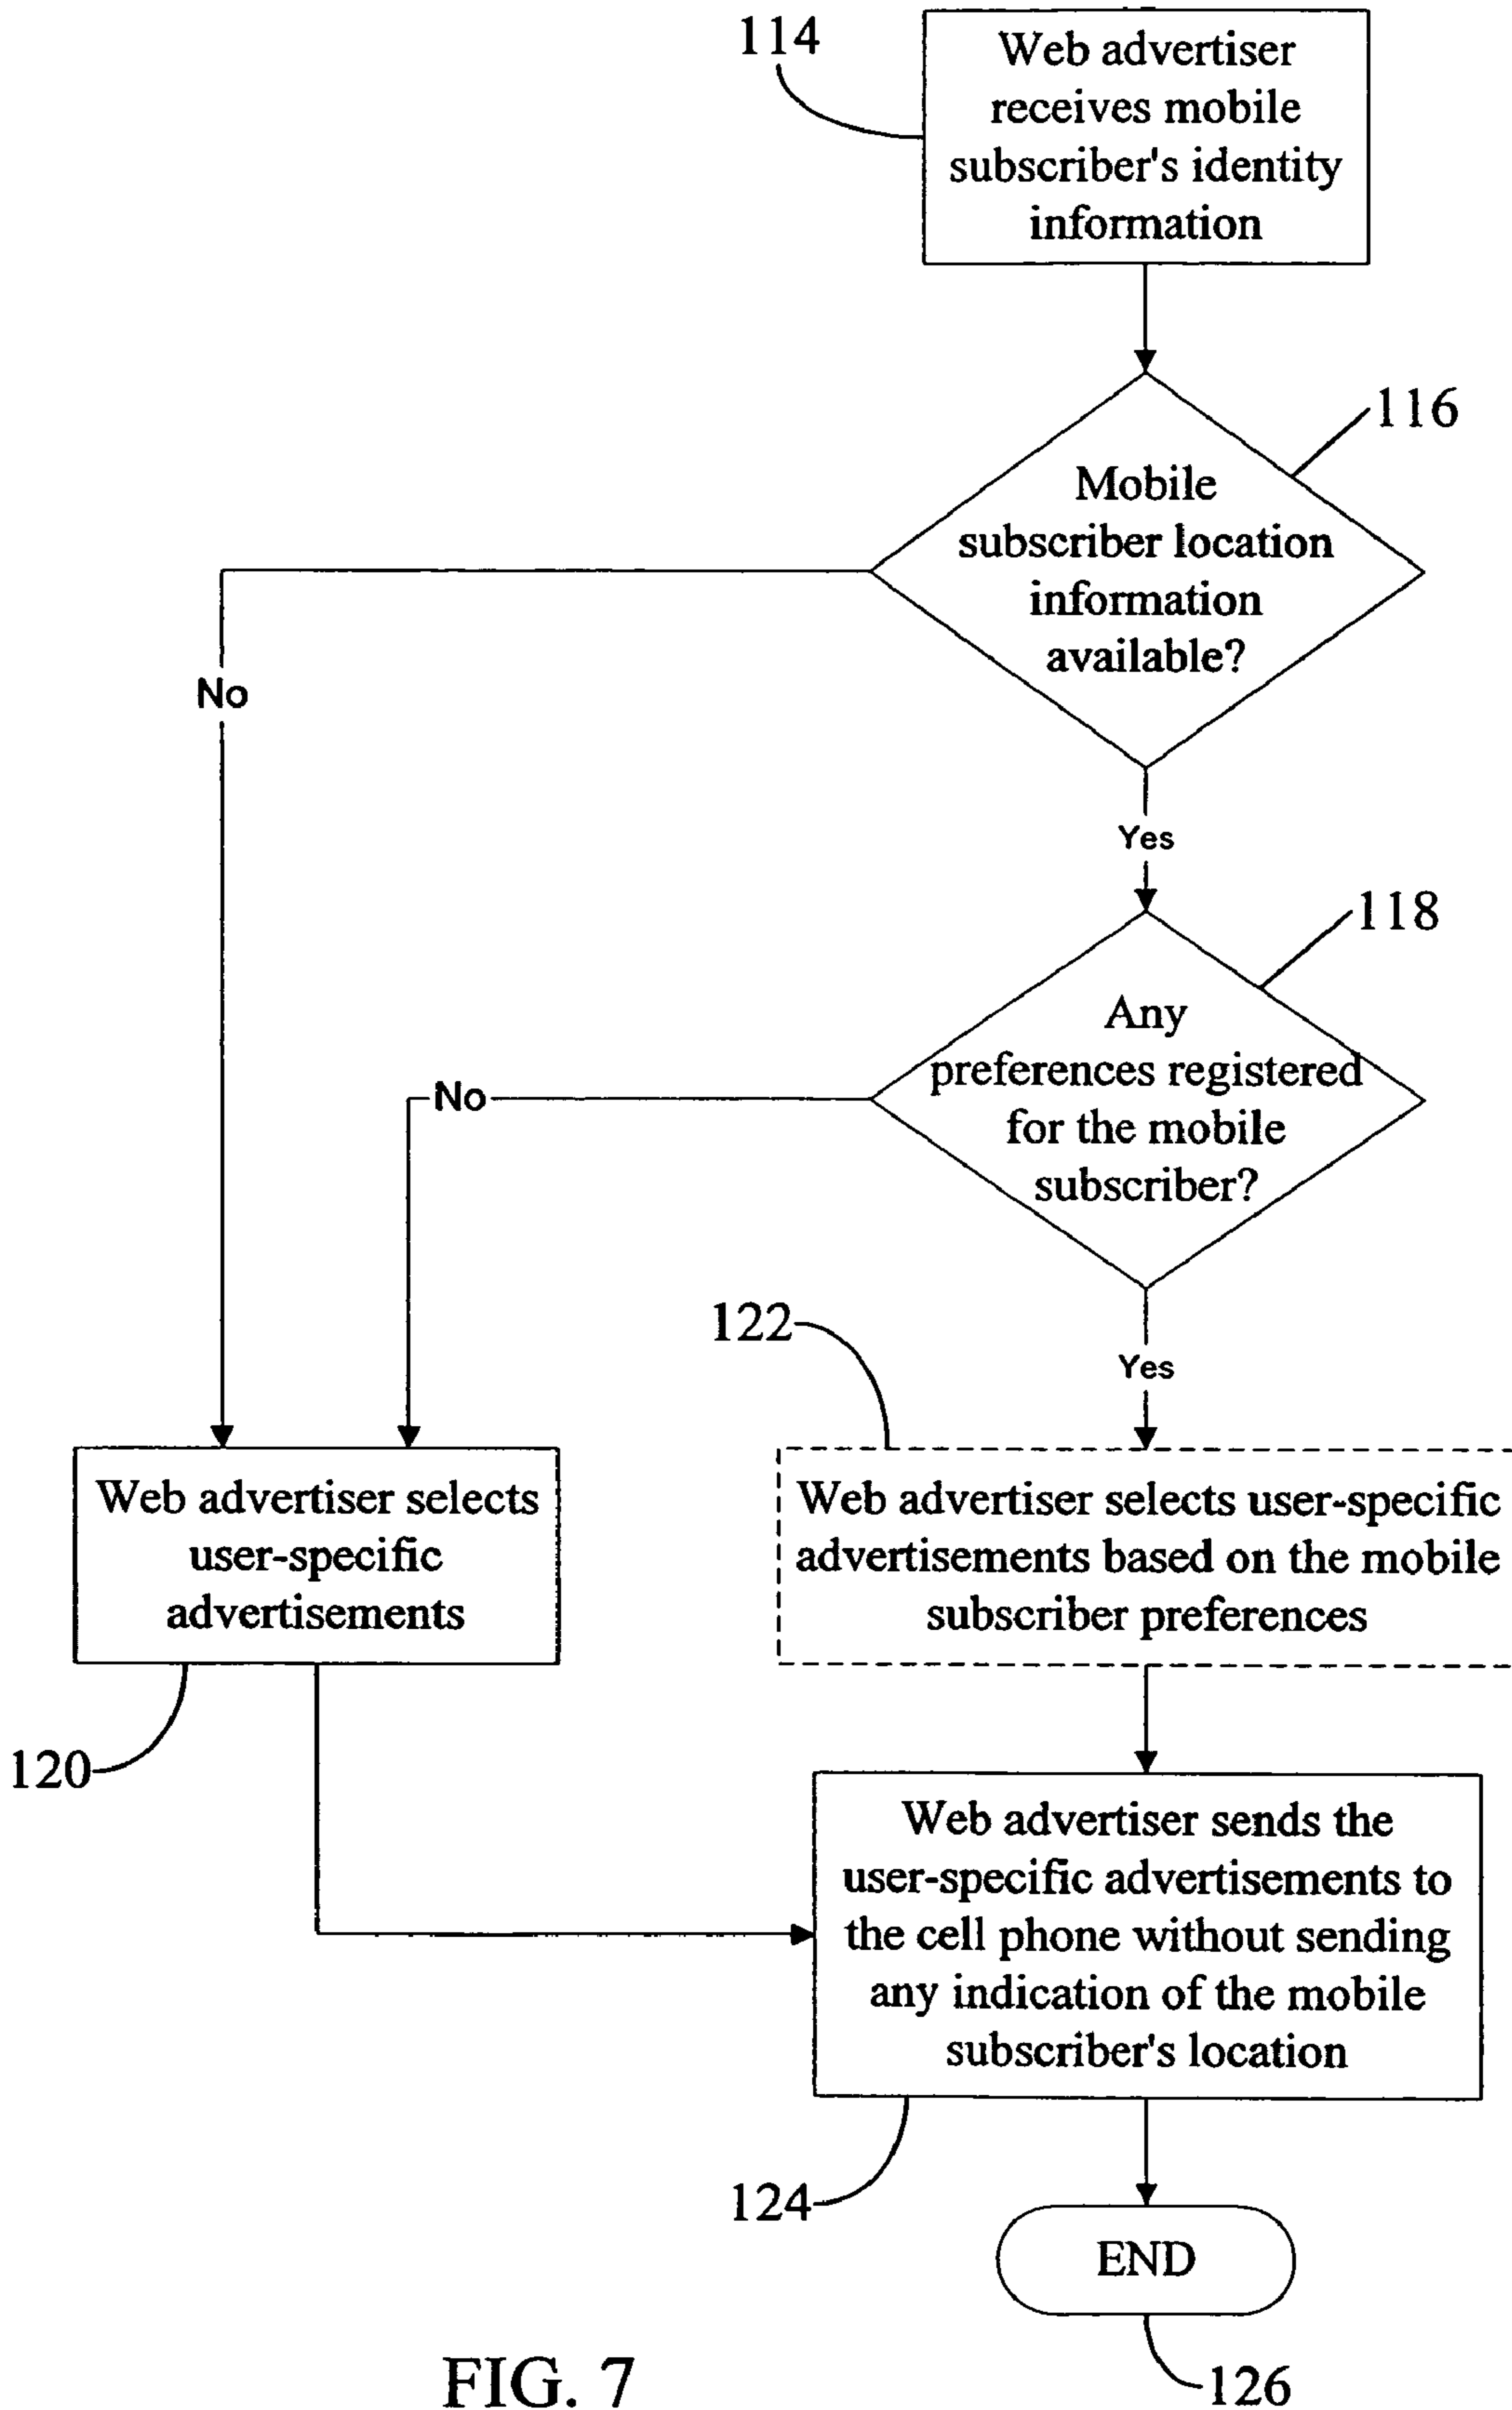 114
Web advertiser
receives mobile
subscriber's identity
information
116
Mobile
subscriber location
information
available?
No
Yes
118
Any
preferences registered
for the mobile
subscriber?
No
Yes
122
Web advertiser selects
user-specific
advertisements
Web advertiser selects user-specific
advertisements based on the mobile
subscriber preferences
120
Web advertiser sends the
user-specific advertisements to
the cell phone without sending
any indication of the mobile
subscriber's location
124
END
126
FIG. 7